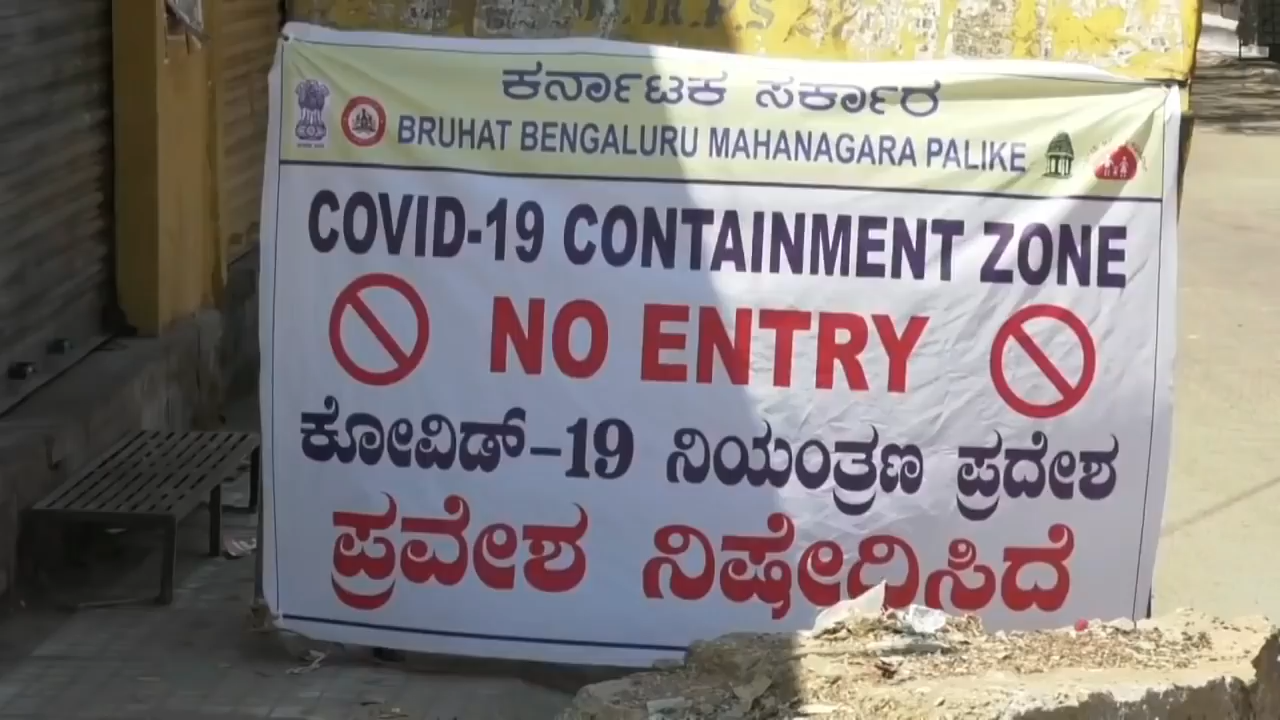 ಕರ್ನಾಟಕ ಸರ್ಕಾರ
BRUHAT BENGALURU MAHANAGARA PALIKE
COVID-19 CONTAINMENT ZONE
NO ENTRY
ಕೋವಿಡ್-19 ನಿಯಂತ್ರಣ ಪ್ರದೇಶ
ಪ್ರವೇಶ ನಿಷೇಧಿಸಿದೆ